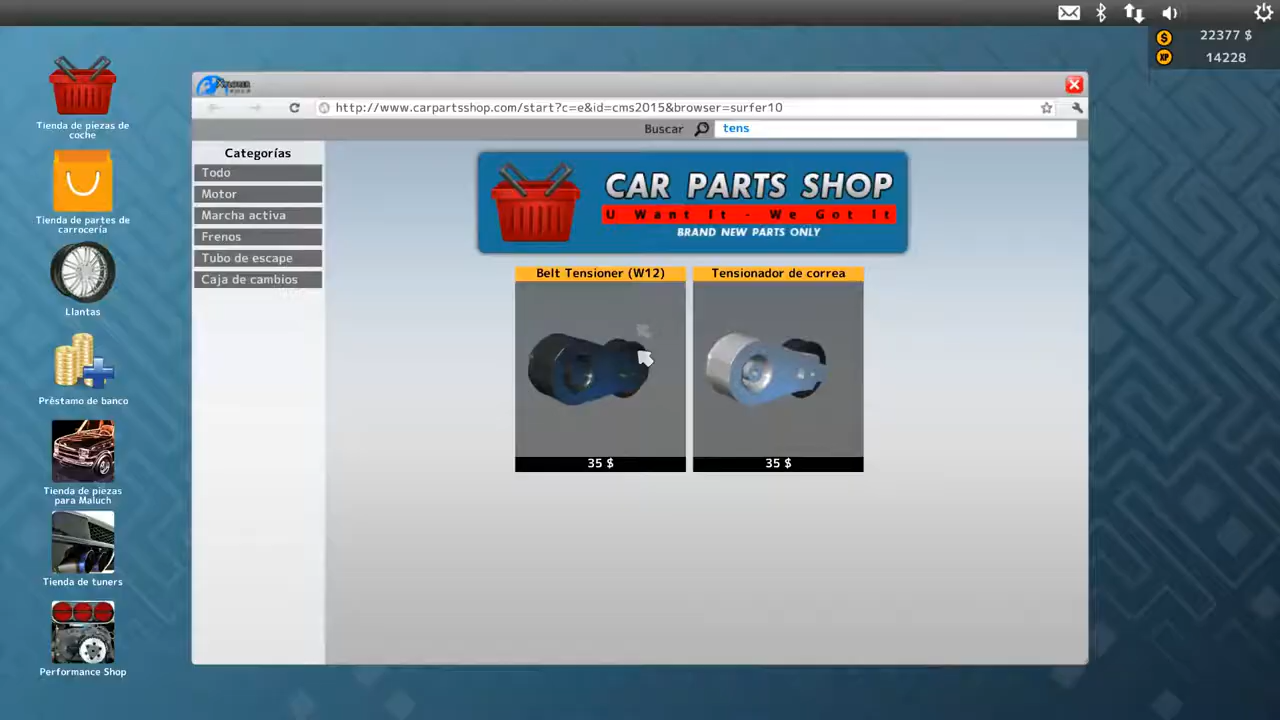 22377 $
14228
Tienda de piezas de
coche
Tienda de partes de
carrocería
Llantas
Préstamo de banco
Tienda de piezas
para Maluch
Tienda de tuners
Performance Shop
http://www.carpartsshop.com/start?c=e&id=cms2015&browser=surfer10
Buscar
tens
Categorías
Todo
Motor
Marcha activa
Frenos
Tubo de escape
Caja de cambios
CAR PARTS SHOP
U Want It - We Got It
BRAND NEW PARTS ONLY
Belt Tensioner (W12)
35 $
Tensionador de correa
35 $
XP